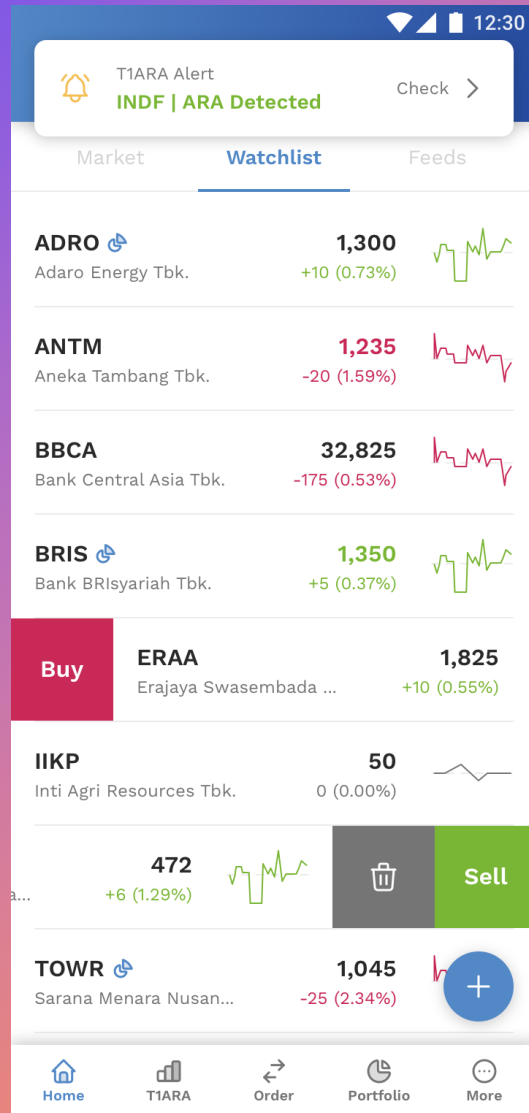 12:30
T1ARA Alert
INDF | ARA Detected
Check
Market Watchlist Feeds
ADRO 1,300
Adaro Energy Tbk. +10 (0.73%)
ANTM 1,235
Aneka Tambang Tbk. -20 (1.59%)
BBCA 32,825
Bank Central Asia Tbk. -175 (0.53%)
BRIS 1,350
Bank BRIsyariah Tbk. +5 (0.37%)
Buy
ERAA 1,825
Erajaya Swasembada ... +10 (0.55%)
IIKP 50
Inti Agri Resources Tbk. 0 (0.00%)
472
... +6 (1.29%)
Sell
TOWR 1,045
Sarana Menara Nusan... -25 (2.34%)
Home T1ARA Order Portfolio More